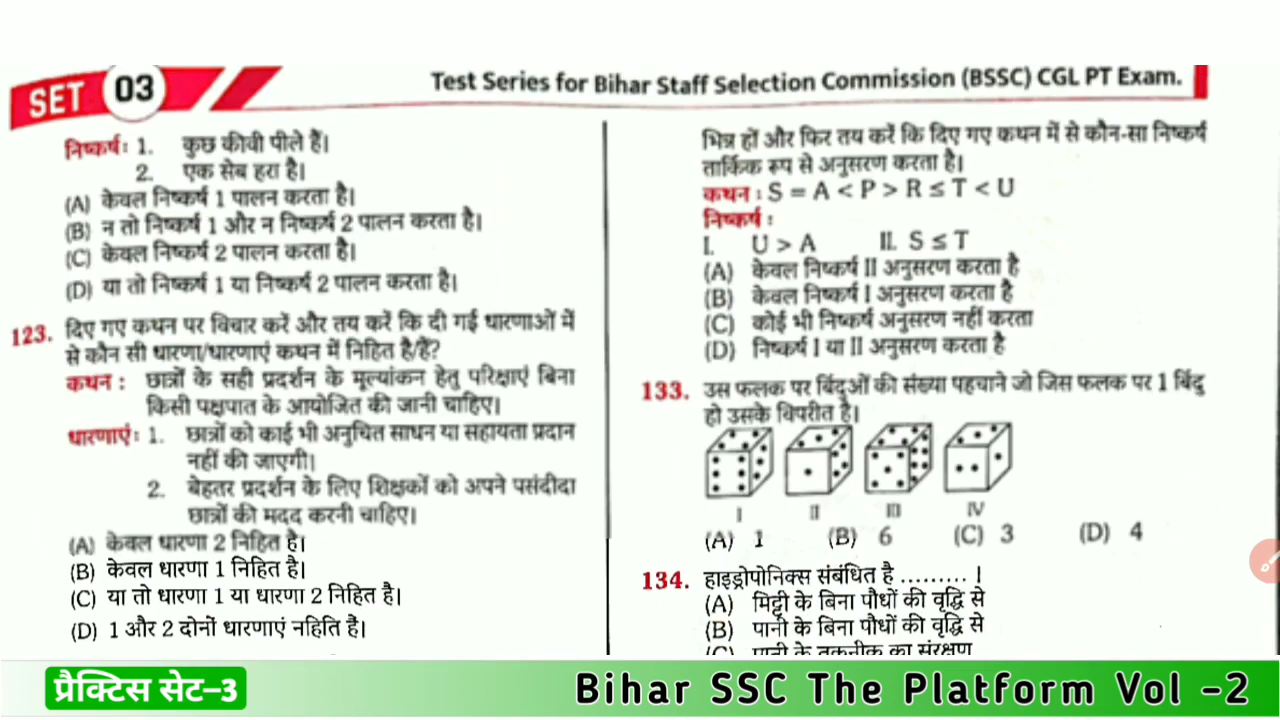 SET 03
Test Series for Bihar Staff Selection Commission (BSSC) CGL PT Exam.
निष्कर्षः 1. कुछ कीवी पीले हैं।
2. एक सेब हरा है।
(A) केवल निष्कर्ष 1 पालन करता है।
(B) न तो निष्कर्ष 1 और न निष्कर्ष 2 पालन करता है।
(C) केवल निष्कर्ष 2 पालन करता है।
(D) या तो निष्कर्ष 1 या निष्कर्ष 2 पालन करता है।
123. दिए गए कथन पर विचार करें और तय करें कि दी गई धारणाओं में
से कौन सी धारणा/धारणाएं कथन में निहित है/हैं?
कथन : छात्रों के सही प्रदर्शन के मूल्यांकन हेतु परिक्षाएं बिना
किसी पक्षपात के आयोजित की जानी चाहिए।
धारणाएंः 1. छात्रों को काई भी अनुचित साधन या सहायता प्रदान
नहीं की जाएगी।
2. बेहतर प्रदर्शन के लिए शिक्षकों को अपने पसंदीदा
छात्रों की मदद करनी चाहिए।
(A) केवल धारणा 2 निहित है।
(B) केवल धारणा 1 निहित है।
(C) या तो धारणा 1 या धारणा 2 निहित है।
(D) 1 और 2 दोनों धारणाएं नहिति हैं।
भिन्न हों और फिर तय करें कि दिए गए कथन में से कौन-सा निष्कर्ष
तार्किक रूप से अनुसरण करता है।
कथन : S = A < P > R ≤ T < U
निष्कर्ष :
I. U > A II. S ≤ T
(A) केवल निष्कर्ष II अनुसरण करता है
(B) केवल निष्कर्ष I अनुसरण करता है
(C) कोई भी निष्कर्ष अनुसरण नहीं करता
(D) निष्कर्ष I या II अनुसरण करता है
133. उस फलक पर बिंदुओं की संख्या पहचाने जो जिस फलक पर 1 बिंदु
हो उसके विपरीत है।
I II III IV
(A) 1 (B) 6 (C) 3 (D) 4
134. हाइड्रोपोनिक्स संबंधित है ......... ।
(A) मिट्टी के बिना पौधों की वृद्धि से
(B) पानी के बिना पौधों की वृद्धि से
(C) पानी के तकनीक का संरक्षण
प्रैक्टिस सेट–3
Bihar SSC The Platform Vol –2